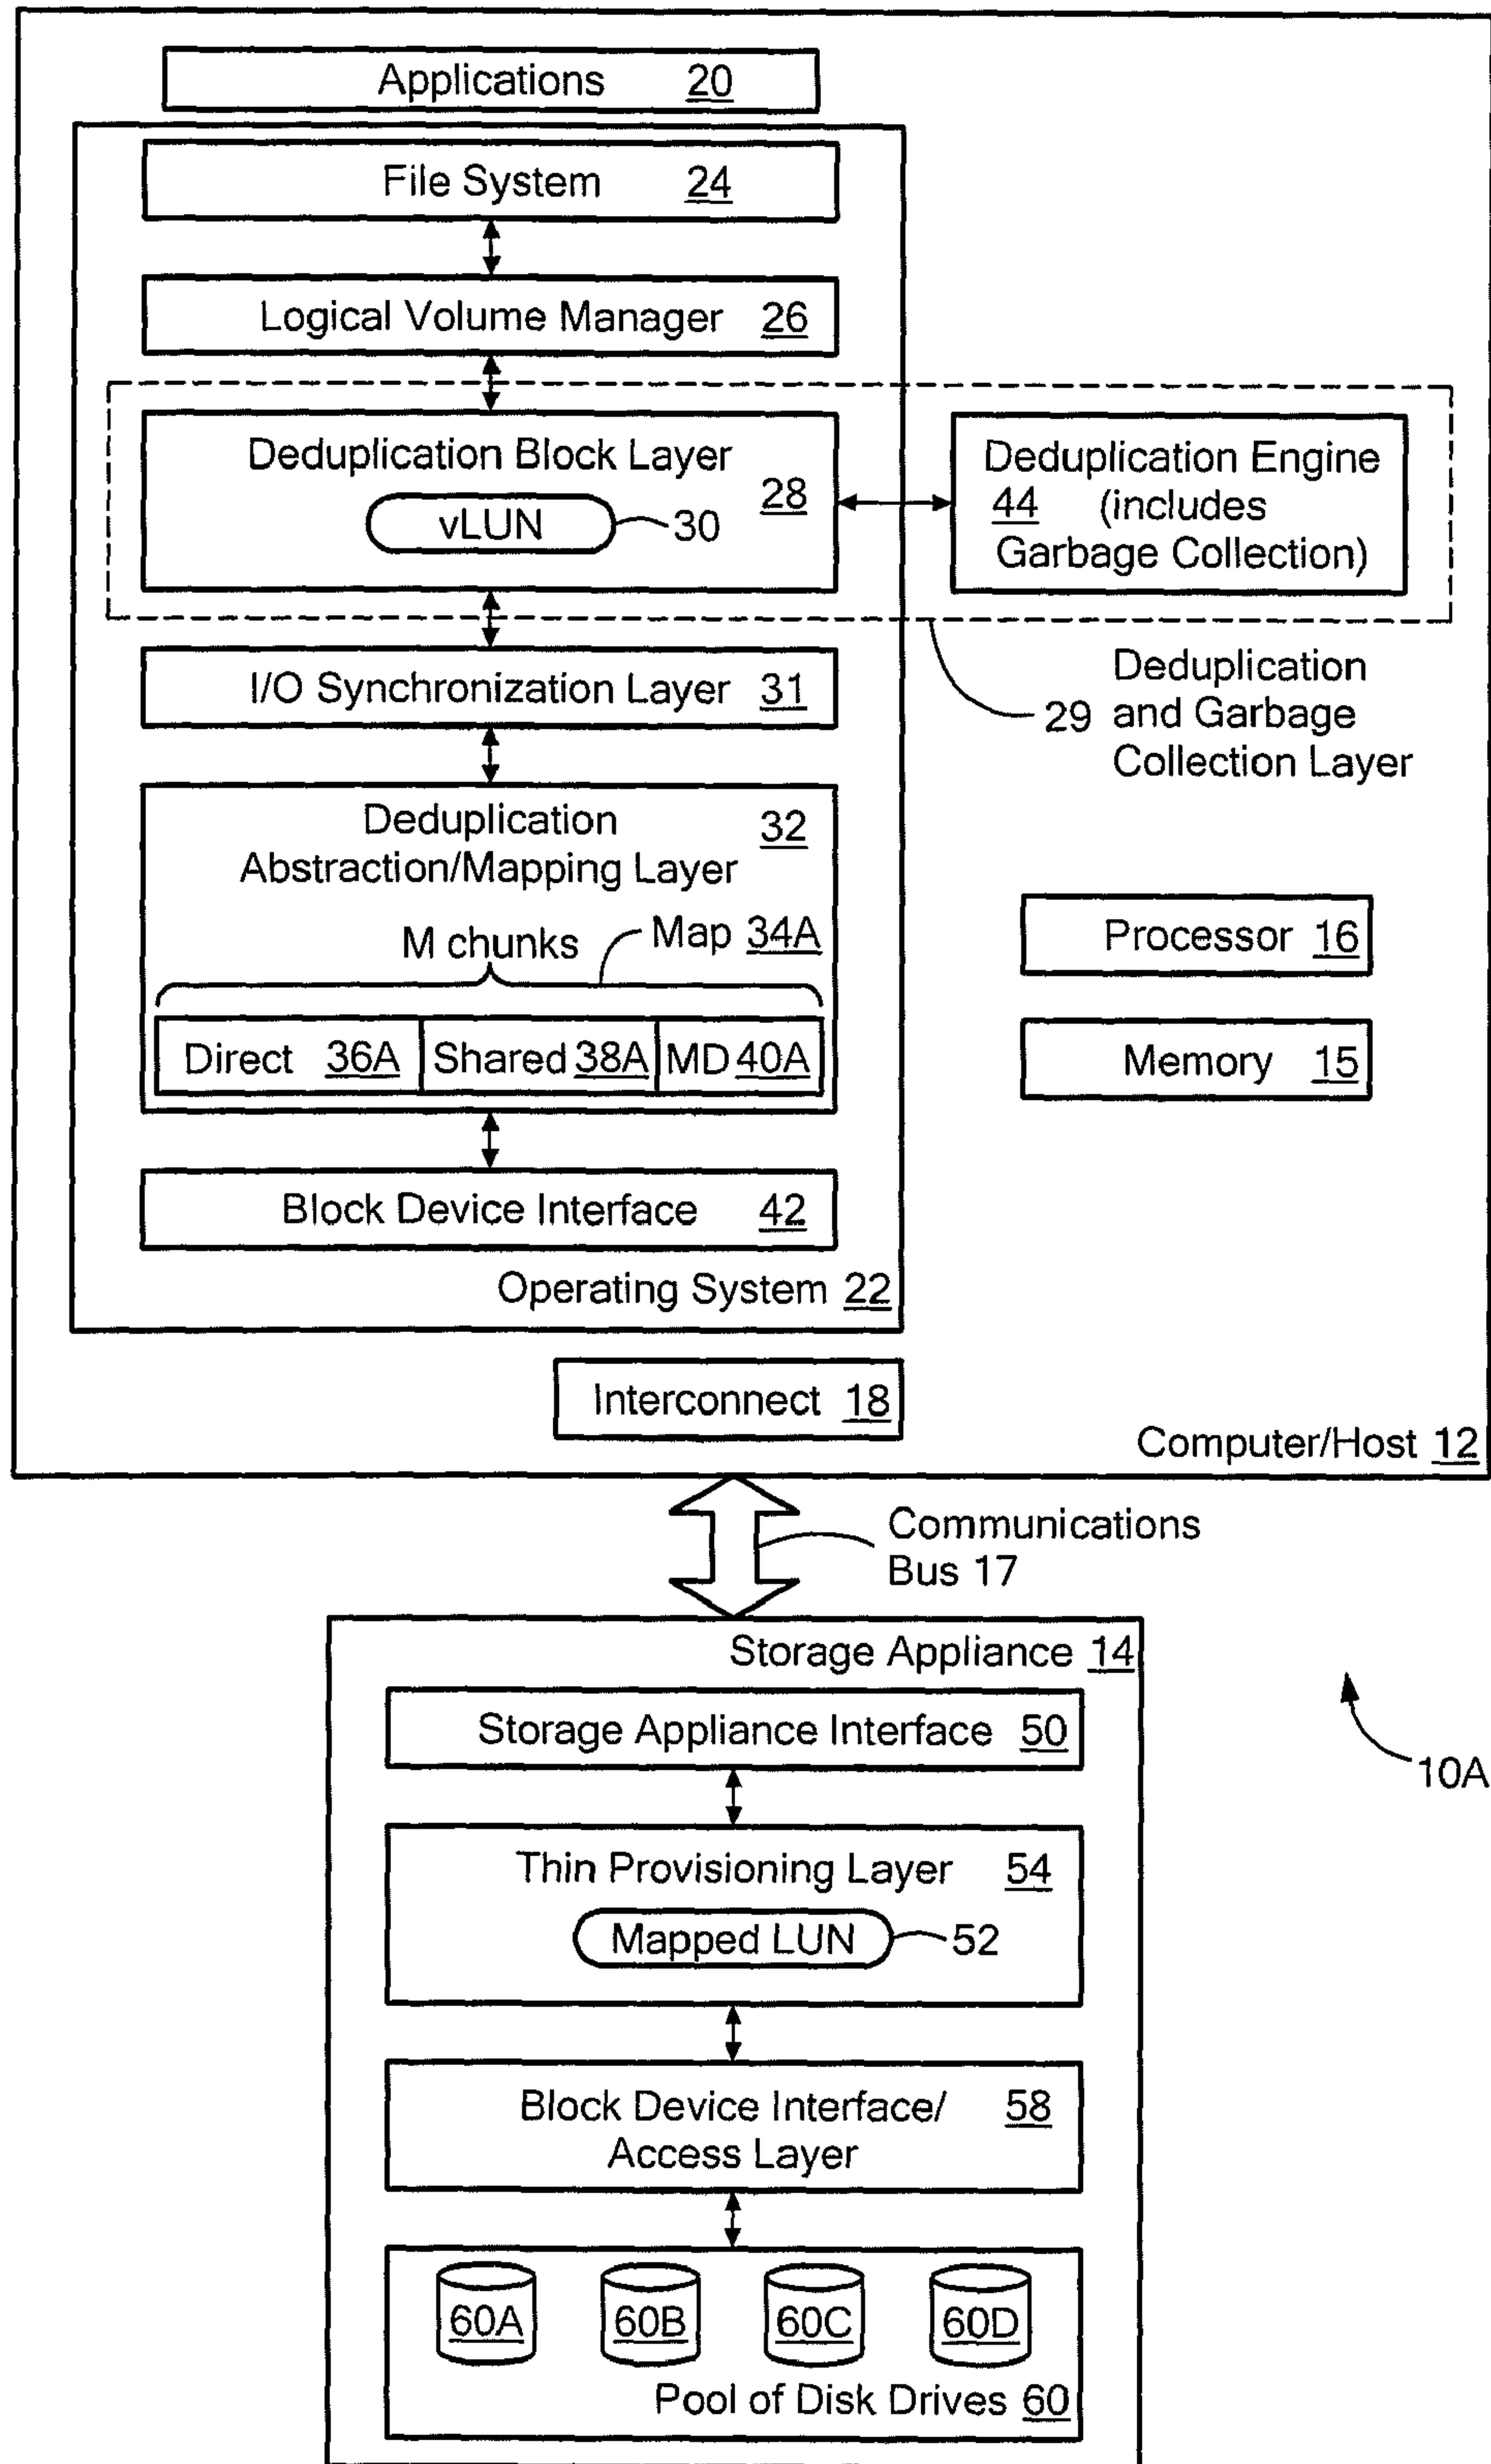 Applications 20
File System 24
Logical Volume Manager 26
Deduplication Block Layer 28
vLUN 30
Deduplication Engine
44 (includes
Garbage Collection)
I/O Synchronization Layer 31
29 Deduplication
and Garbage
Collection Layer
Deduplication 32
Abstraction/Mapping Layer
M chunks
Map 34A
Direct 36A Shared 38A MD 40A
Processor 16
Memory 15
Block Device Interface 42
Operating System 22
Interconnect 18
Computer/Host 12
Communications
Bus 17
Storage Appliance 14
Storage Appliance Interface 50
10A
Thin Provisioning Layer 54
Mapped LUN 52
Block Device Interface/ 58
Access Layer
60A 60B 60C 60D
Pool of Disk Drives 60